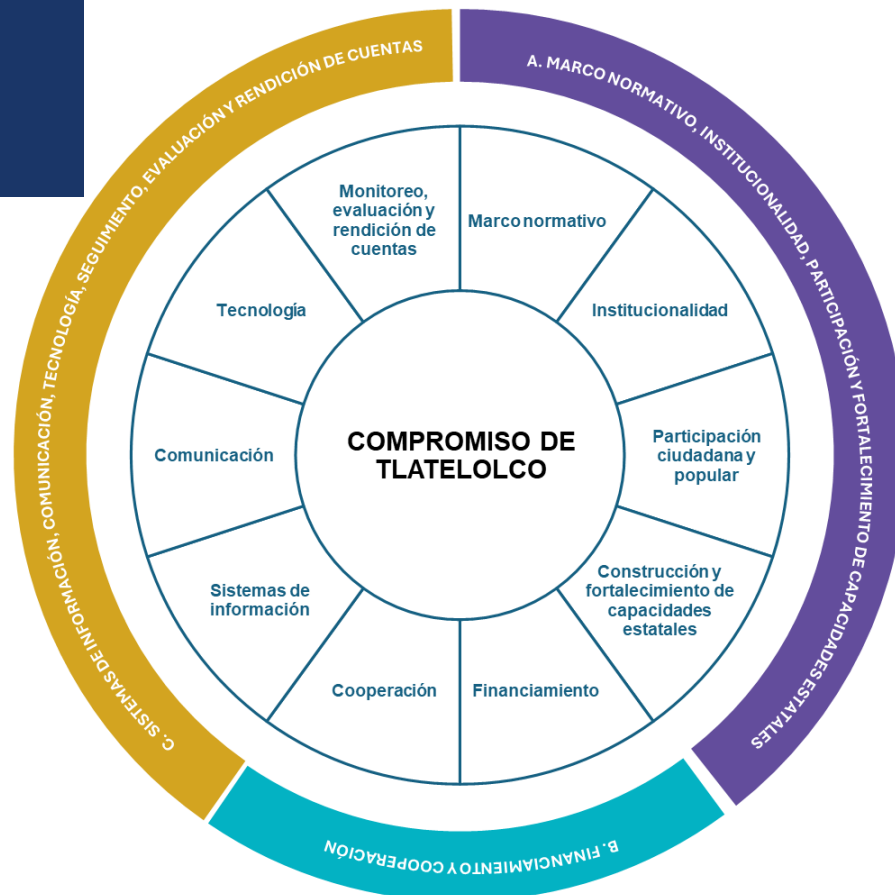 A. MARCO NORMATIVO, INSTITUCIONALIDAD, PARTICIPACIÓN Y FORTALECIMIENTO DE CAPACIDADES ESTATALES
B. FINANCIAMIENTO Y COOPERACIÓN
C. SISTEMAS DE INFORMACIÓN, COMUNICACIÓN, TECNOLOGÍA, SEGUIMIENTO, EVALUACIÓN Y RENDICIÓN DE CUENTAS
Marco normativo
Institucionalidad
Participación
ciudadana y
popular
Construcción y
fortalecimiento de
capacidades
estatales
Financiamiento
Cooperación
Sistemas de
información
Comunicación
Tecnología
Monitoreo,
evaluación y
rendición de
cuentas
COMPROMISO DE
TLATELOLCO